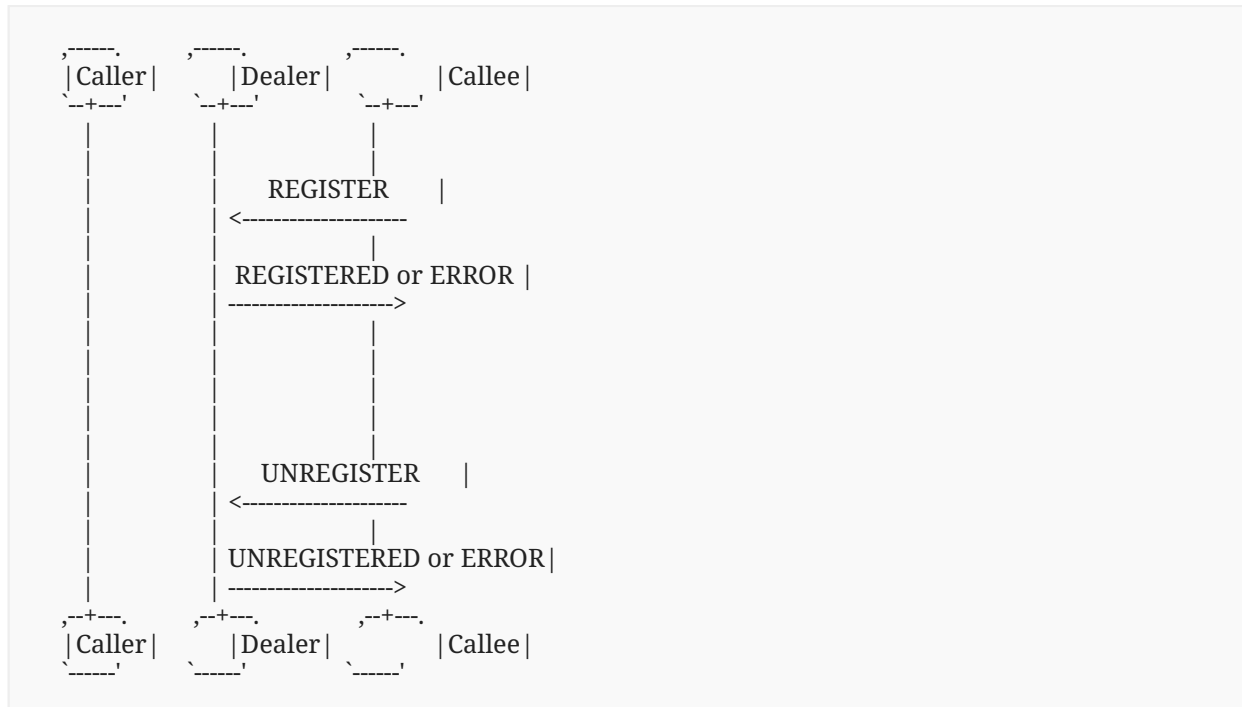 ,------.          ,------.               ,------.
|Caller|          |Dealer|               |Callee|
`--+---'          `--+---'               `--+---'
   |                 |                      |
   |                 |                      |
   |                 |       REGISTER       |
   |                 | <---------------------
   |                 |                      |
   |                 |  REGISTERED or ERROR |
   |                 | --------------------->
   |                 |                      |
   |                 |                      |
   |                 |                      |
   |                 |                      |
   |                 |                      |
   |                 |      UNREGISTER      |
   |                 | <---------------------
   |                 |                      |
   |                 | UNREGISTERED or ERROR|
   |                 | --------------------->
,--+---.          ,--+---.               ,--+---.
|Caller|          |Dealer|               |Callee|
`------'          `------'               `------'